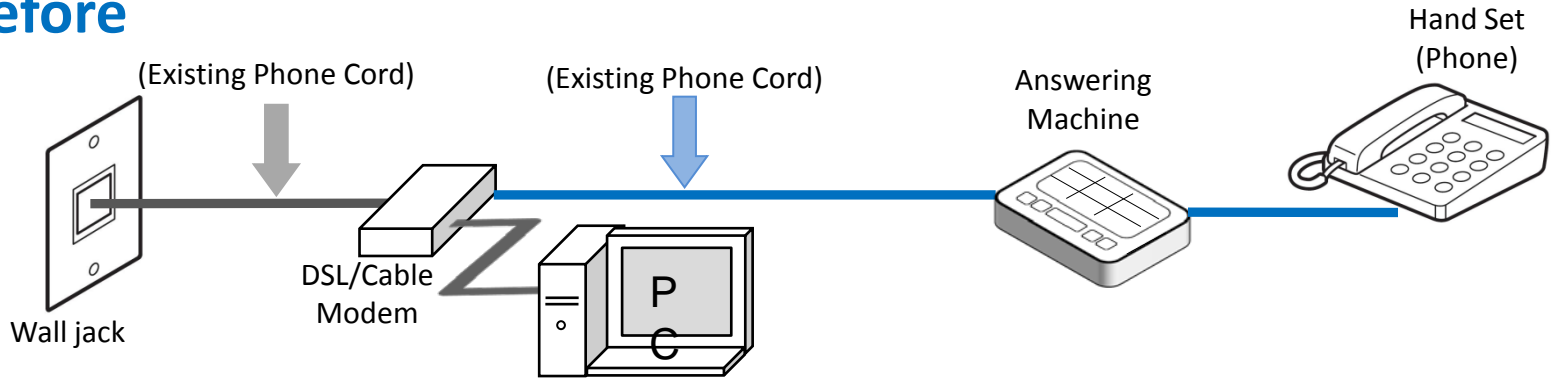 efore
(Existing Phone Cord)
(Existing Phone Cord)
Answering
Machine
Hand Set
(Phone)
Wall jack
DSL/Cable
Modem
P
C